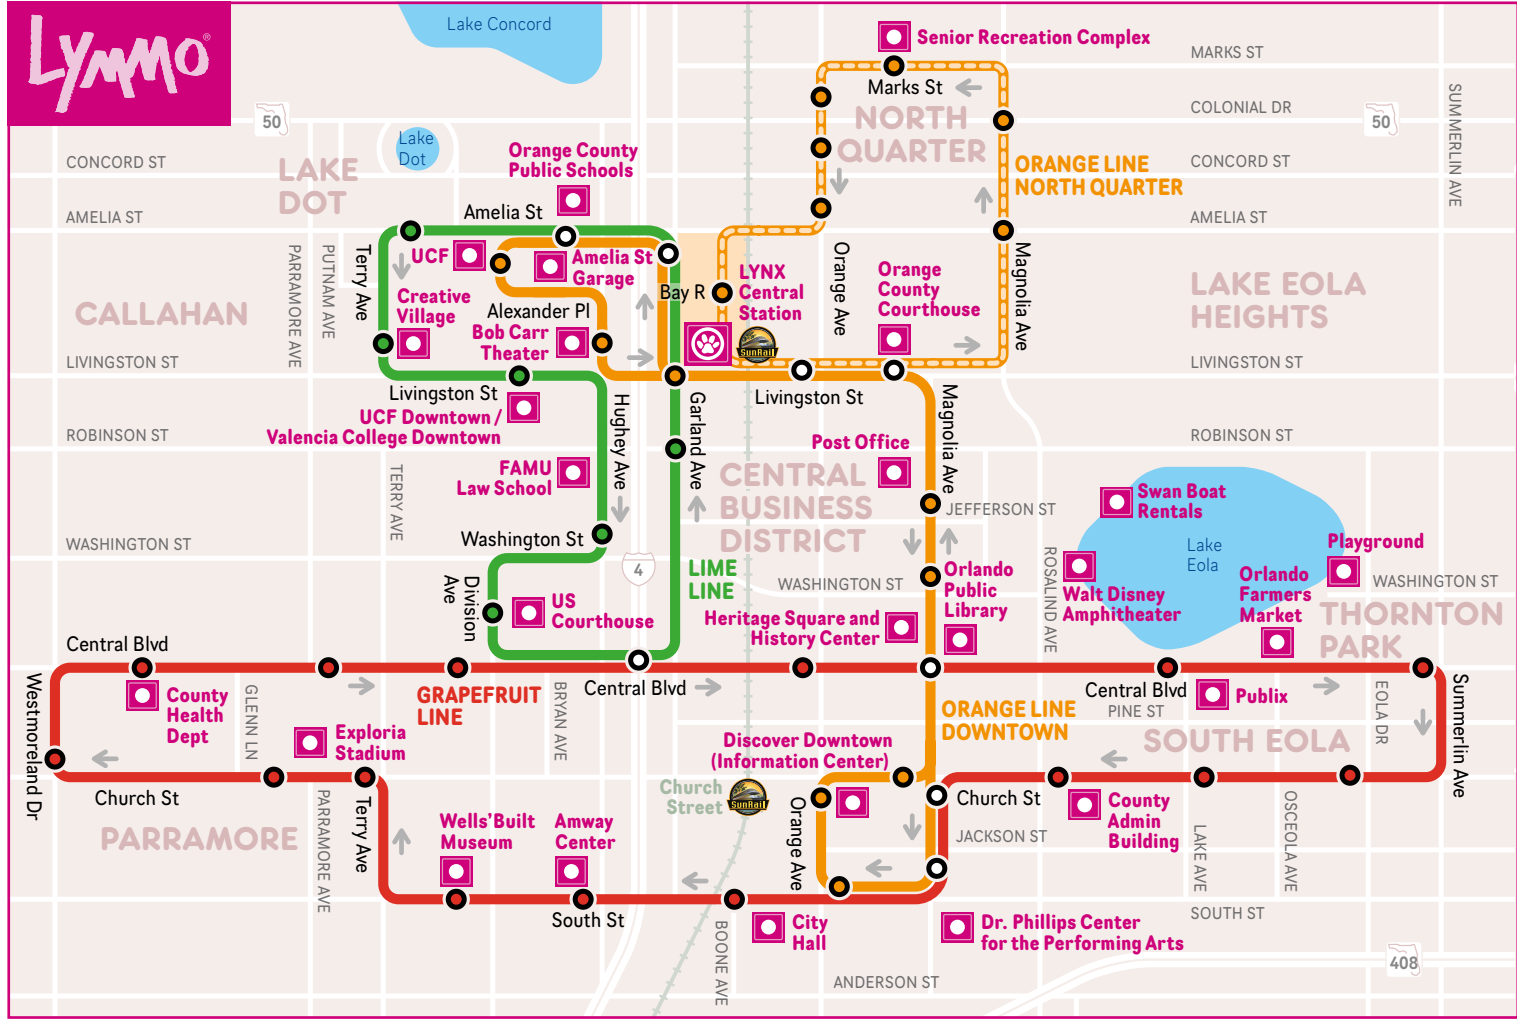 LYMMO®
Lake Concord
Senior Recreation Complex
MARKS ST
Marks St
50
COLONIAL DR
50
SUMMERLIN AVE
NORTH
QUARTER
Lake
Dot
CONCORD ST
LAKE
DOT
Orange County
Public Schools
ORANGE LINE
NORTH QUARTER
CONCORD ST
AMELIA ST
Amelia St
AMELIA ST
PARRAMORE AVE
PUTNAM AVE
Terry Ave
UCF
Amelia St
Garage
Bay R
LYNX
Central
Station
Orange Ave
Orange
County
Courthouse
Magnolia Ave
LAKE EOLA
HEIGHTS
CALLAHAN
Creative
Village
Alexander Pl
Bob Carr
Theater
SunRail
LIVINGSTON ST
LIVINGSTON ST
Livingston St
UCF Downtown /
Valencia College Downtown
Hughey Ave
Garland Ave
Livingston St
Magnolia Ave
ROBINSON ST
Post Office
ROBINSON ST
TERRY AVE
FAMU
Law School
CENTRAL
BUSINESS
DISTRICT
JEFFERSON ST
Swan Boat
Rentals
WASHINGTON ST
Washington St
4
LIME
LINE
WASHINGTON ST
Orlando
Public
Library
ROSALIND AVE
Lake
Eola
Walt Disney
Amphitheater
Orlando
Farmers
Market
Playground
WASHINGTON ST
THORNTON
PARK
Division
Ave
US
Courthouse
Heritage Square and
History Center
Central Blvd
Westmoreland Dr
County
Health
Dept
GLENN LN
GRAPEFRUIT
LINE
BRYAN AVE
Central Blvd
ORANGE LINE
DOWNTOWN
Central Blvd
PINE ST
Publix
EOLA DR
Summerlin Ave
Exploria
Stadium
Discover Downtown
(Information Center)
SOUTH EOLA
Church St
PARRAMORE AVE
Terry Ave
Church
Street
SunRail
Orange Ave
Church St
JACKSON ST
County
Admin
Building
LAKE AVE
OSCEOLA AVE
PARRAMORE
Wells'Built
Museum
Amway
Center
South St
BOONE AVE
City
Hall
Dr. Phillips Center
for the Performing Arts
SOUTH ST
ANDERSON ST
408